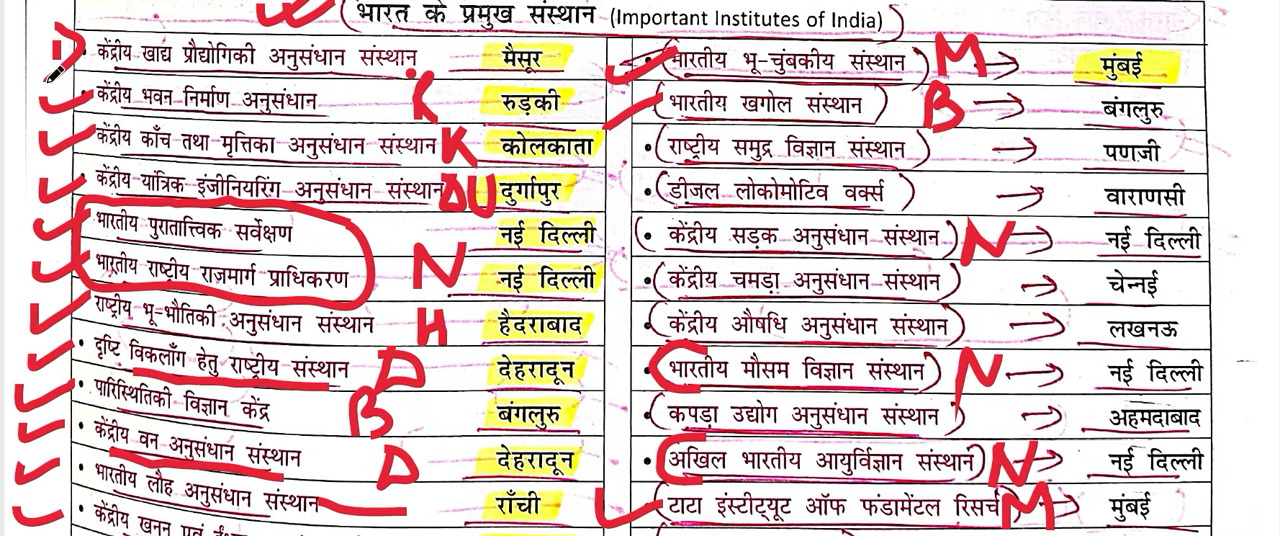 भारत के प्रमुख संस्थान (Important Institutes of India)
1
• केंद्रीय खाद्य प्रौद्योगिकी अनुसंधान संस्थान मैसूर
• केंद्रीय भवन निर्माण अनुसंधान R रुड़की
• केंद्रीय काँच तथा मृत्तिका अनुसंधान संस्थान K कोलकाता
• केंद्रीय यांत्रिक इंजीनियरिंग अनुसंधान संस्थान DU दुर्गापुर
भारतीय पुरातात्त्विक सर्वेक्षण नई दिल्ली
भारतीय राष्ट्रीय राजमार्ग प्राधिकरण N नई दिल्ली
राष्ट्रीय भू-भौतिकी अनुसंधान संस्थान H हैदराबाद
• दृष्टि विकलाँग हेतु राष्ट्रीय संस्थान D देहरादून
• पारिस्थितिकी विज्ञान केंद्र B बंगलुरु
• केंद्रीय वन अनुसंधान संस्थान D देहरादून
• भारतीय लौह अनुसंधान संस्थान राँची
• केंद्रीय खनन एवं
• (भारतीय भू-चुंबकीय संस्थान) M → मुंबई
(भारतीय खगोल संस्थान) B → बंगलुरु
• (राष्ट्रीय समुद्र विज्ञान संस्थान) → पणजी
• (डीजल लोकोमोटिव वर्क्स) → वाराणसी
(• केंद्रीय सड़क अनुसंधान संस्थान) N → नई दिल्ली
• (केंद्रीय चमड़ा अनुसंधान संस्थान) → चेन्नई
• (केंद्रीय औषधि अनुसंधान संस्थान) → लखनऊ
• (भारतीय मौसम विज्ञान संस्थान) N → नई दिल्ली
• (कपड़ा उद्योग अनुसंधान संस्थान) → अहमदाबाद
• (अखिल भारतीय आयुर्विज्ञान संस्थान) N → नई दिल्ली
(टाटा इंस्टीट्यूट ऑफ फंडामेंटल रिसर्च) M → मुंबई